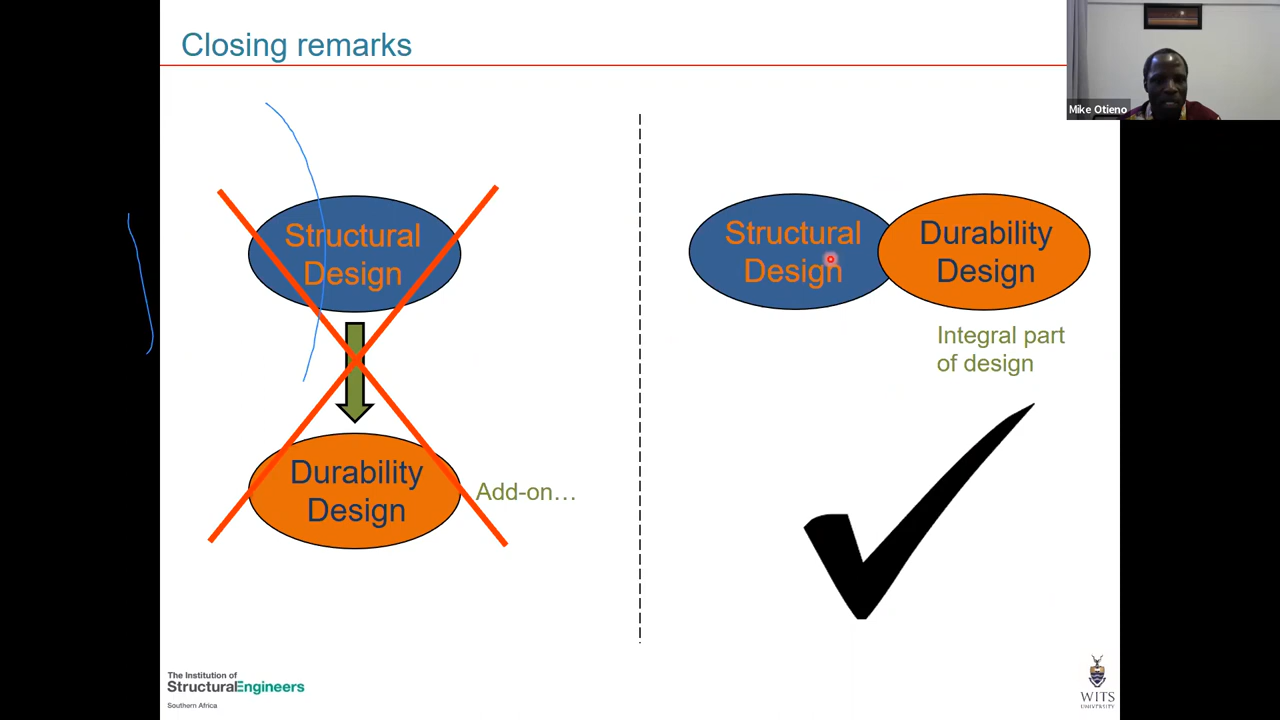 Closing remarks
Mike Otieno
Structural
Design
Durability
Design
Add-on…
Structural
Design
Durability
Design
Integral part
of design
The Institution of
StructuralEngineers
Southern Africa
WITS
UNIVERSITY